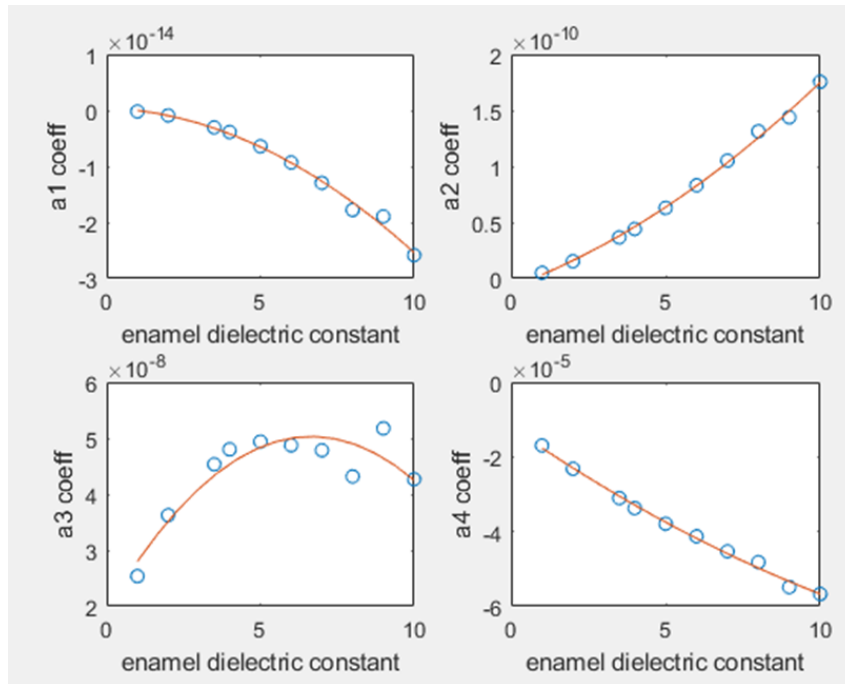 ×10-14
1
0
-1
-2
-3
a1 coeff
0 5 10
enamel dielectric constant
×10-10
2
1.5
1
0.5
0
a2 coeff
0 5 10
enamel dielectric constant
×10-8
6
5
4
3
2
a3 coeff
0 5 10
enamel dielectric constant
×10-5
0
-2
-4
-6
a4 coeff
0 5 10
enamel dielectric constant